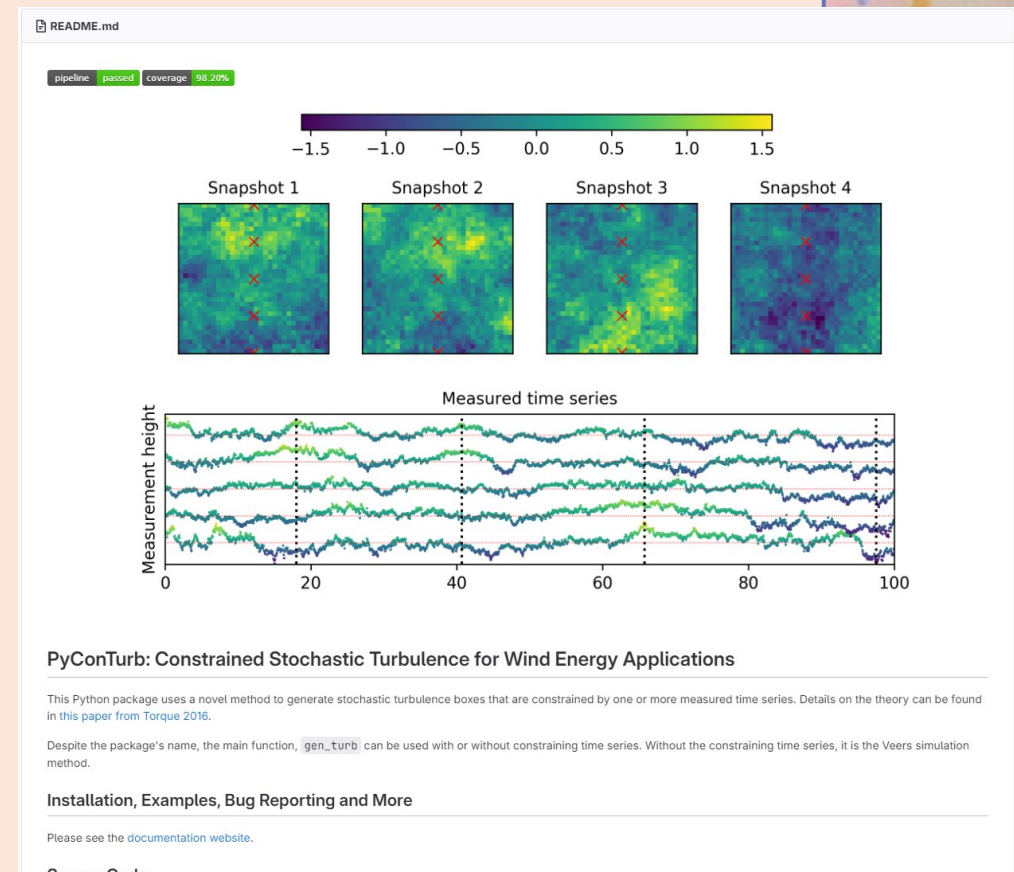 README.md
pipeline passed coverage 98.20%
−1.5 −1.0 −0.5 0.0 0.5 1.0 1.5
Snapshot 1 Snapshot 2 Snapshot 3 Snapshot 4
Measured time series
Measurement height
0 20 40 60 80 100
PyConTurb: Constrained Stochastic Turbulence for Wind Energy Applications
This Python package uses a novel method to generate stochastic turbulence boxes that are constrained by one or more measured time series. Details on the theory can be found
in this paper from Torque 2016.
Despite the package's name, the main function, gen_turb can be used with or without constraining time series. Without the constraining time series, it is the Veers simulation
method.
Installation, Examples, Bug Reporting and More
Please see the documentation website.